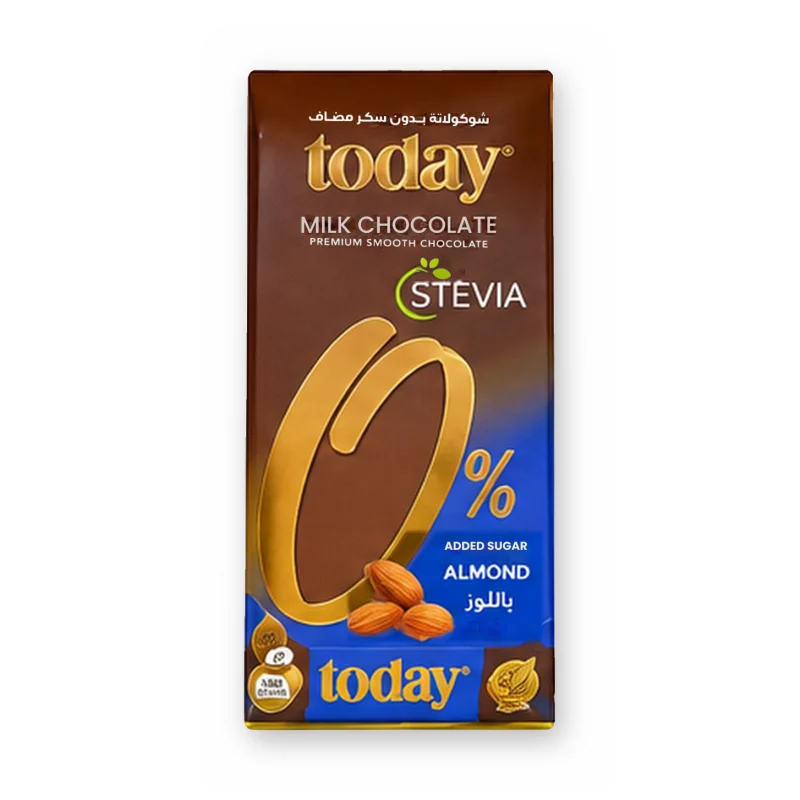 شوكولاتة بدون سكر مضاف
today®
MILK CHOCOLATE
PREMIUM SMOOTH CHOCOLATE
STEVIA
0%
ADDED SUGAR
ALMOND
باللوز
today®